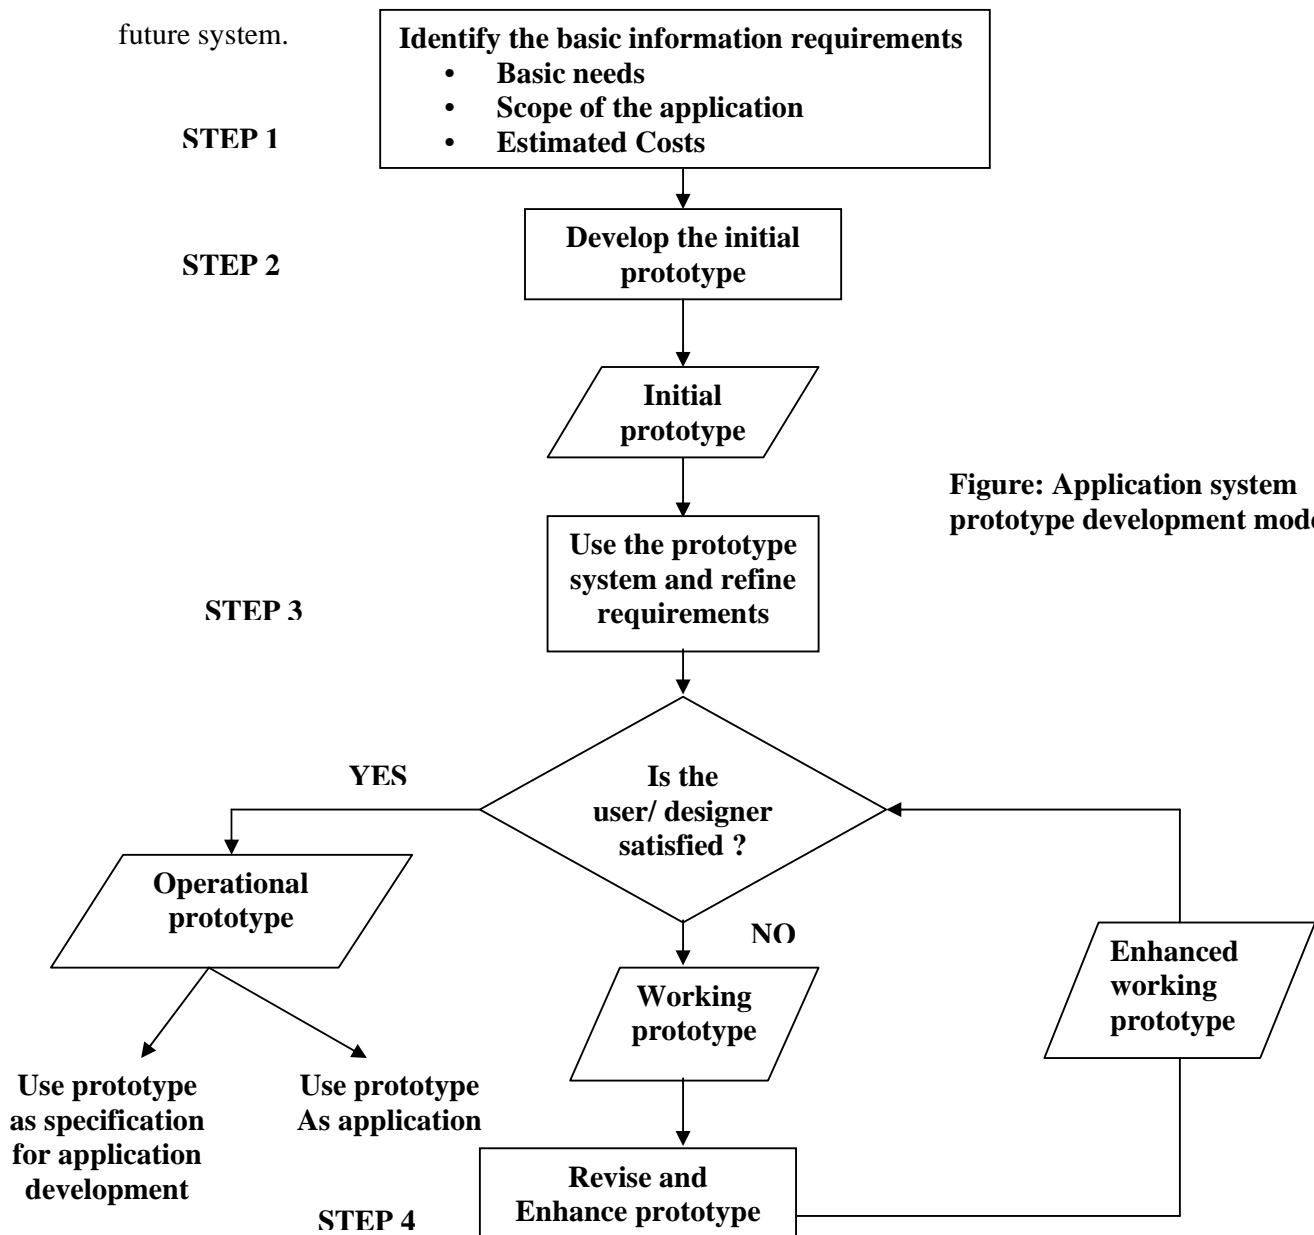 future system.
Identify the basic information requirements
• Basic needs
• Scope of the application
• Estimated Costs
STEP 1
Develop the initial
prototype
STEP 2
Initial
prototype
Figure: Application system
prototype development mode
Use the prototype
system and refine
requirements
STEP 3
YES
Is the
user/ designer
satisfied ?
Operational
prototype
NO
Working
prototype
Enhanced
working
prototype
Use prototype
as specification
for application
development
Use prototype
As application
Revise and
Enhance prototype
STEP 4